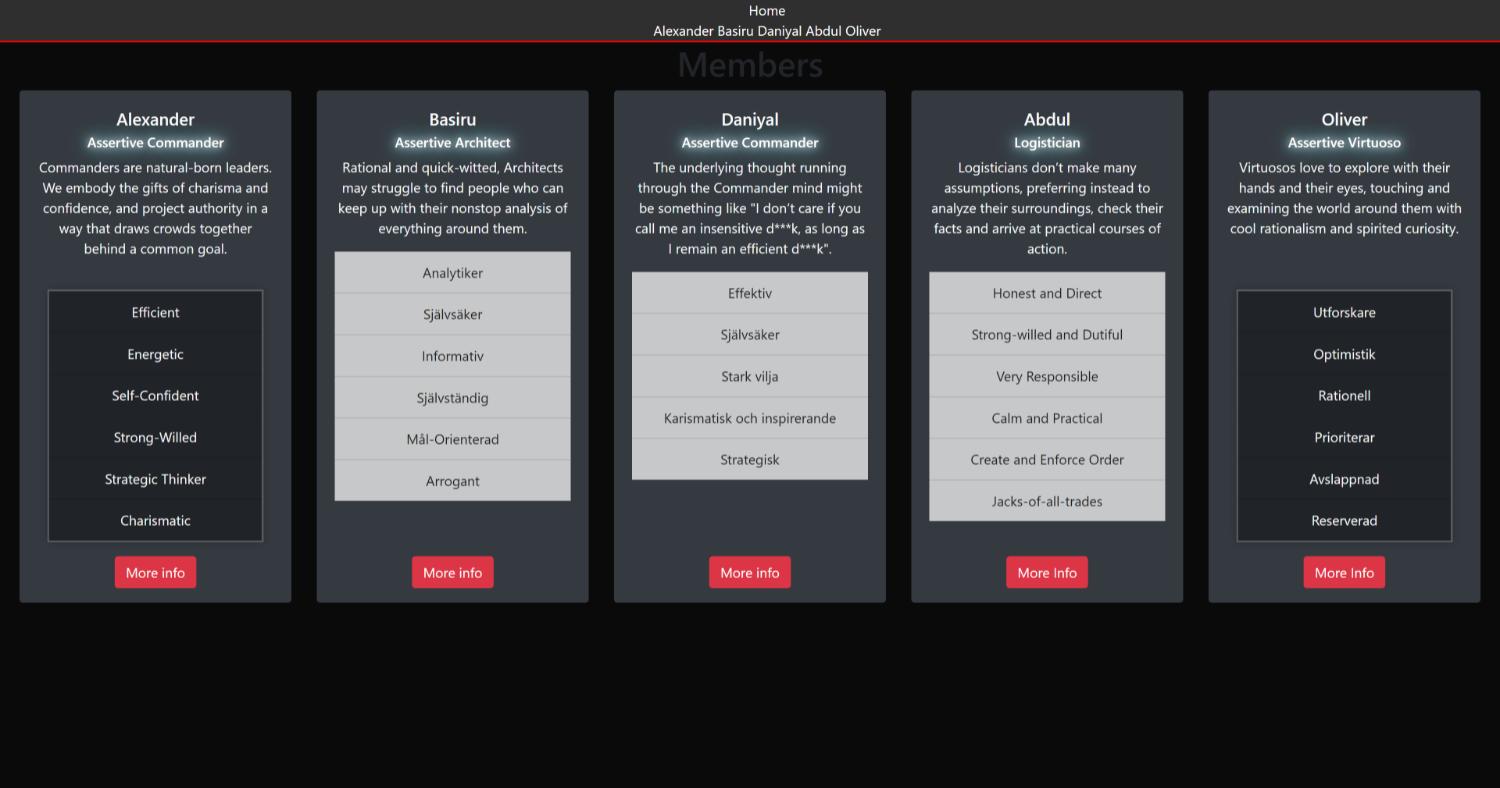 Home
Alexander Basiru Daniyal Abdul Oliver
Members
Alexander
Assertive Commander
Commanders are natural-born leaders.
We embody the gifts of charisma and
confidence, and project authority in a
way that draws crowds together
behind a common goal.
Efficient
Energetic
Self-Confident
Strong-Willed
Strategic Thinker
Charismatic
More info
Basiru
Assertive Architect
Rational and quick-witted, Architects
may struggle to find people who can
keep up with their nonstop analysis of
everything around them.
Analytiker
Självsäker
Informativ
Självständig
Mål-Orienterad
Arrogant
More info
Daniyal
Assertive Commander
The underlying thought running
through the Commander mind might
be something like "I don't care if you
call me an insensitive d***k, as long as
I remain an efficient d***k".
Effektiv
Självsäker
Stark vilja
Karismatisk och inspirerande
Strategisk
More info
Abdul
Logistician
Logisticians don't make many
assumptions, preferring instead to
analyze their surroundings, check their
facts and arrive at practical courses of
action.
Honest and Direct
Strong-willed and Dutiful
Very Responsible
Calm and Practical
Create and Enforce Order
Jacks-of-all-trades
More Info
Oliver
Assertive Virtuoso
Virtuosos love to explore with their
hands and their eyes, touching and
examining the world around them with
cool rationalism and spirited curiosity.
Utforskare
Optimistik
Rationell
Prioriterar
Avslappnad
Reserverad
More Info